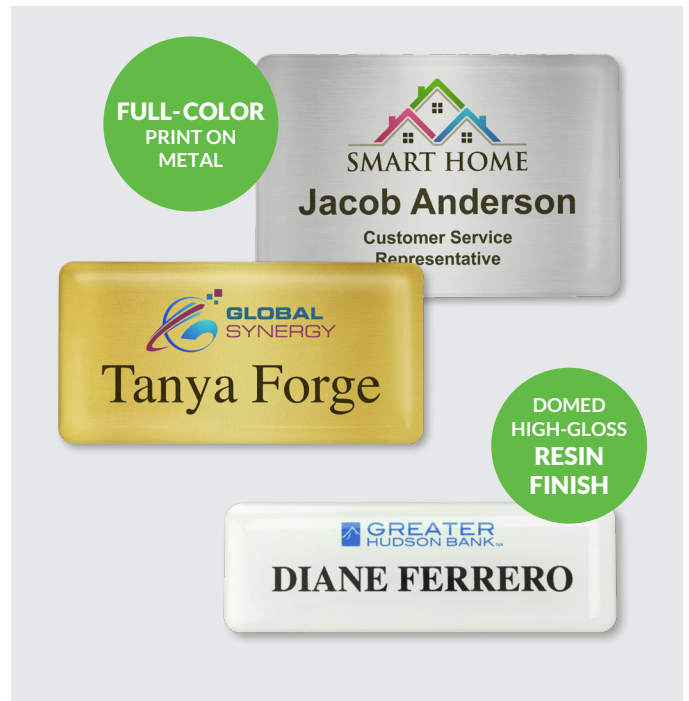 FULL-COLOR
PRINT ON
METAL
SMART HOME
Jacob Anderson
Customer Service
Representative
GLOBAL
SYNERGY
Tanya Forge
DOMED
HIGH-GLOSS
RESIN
FINISH
GREATER
HUDSON BANK
DIANE FERRERO